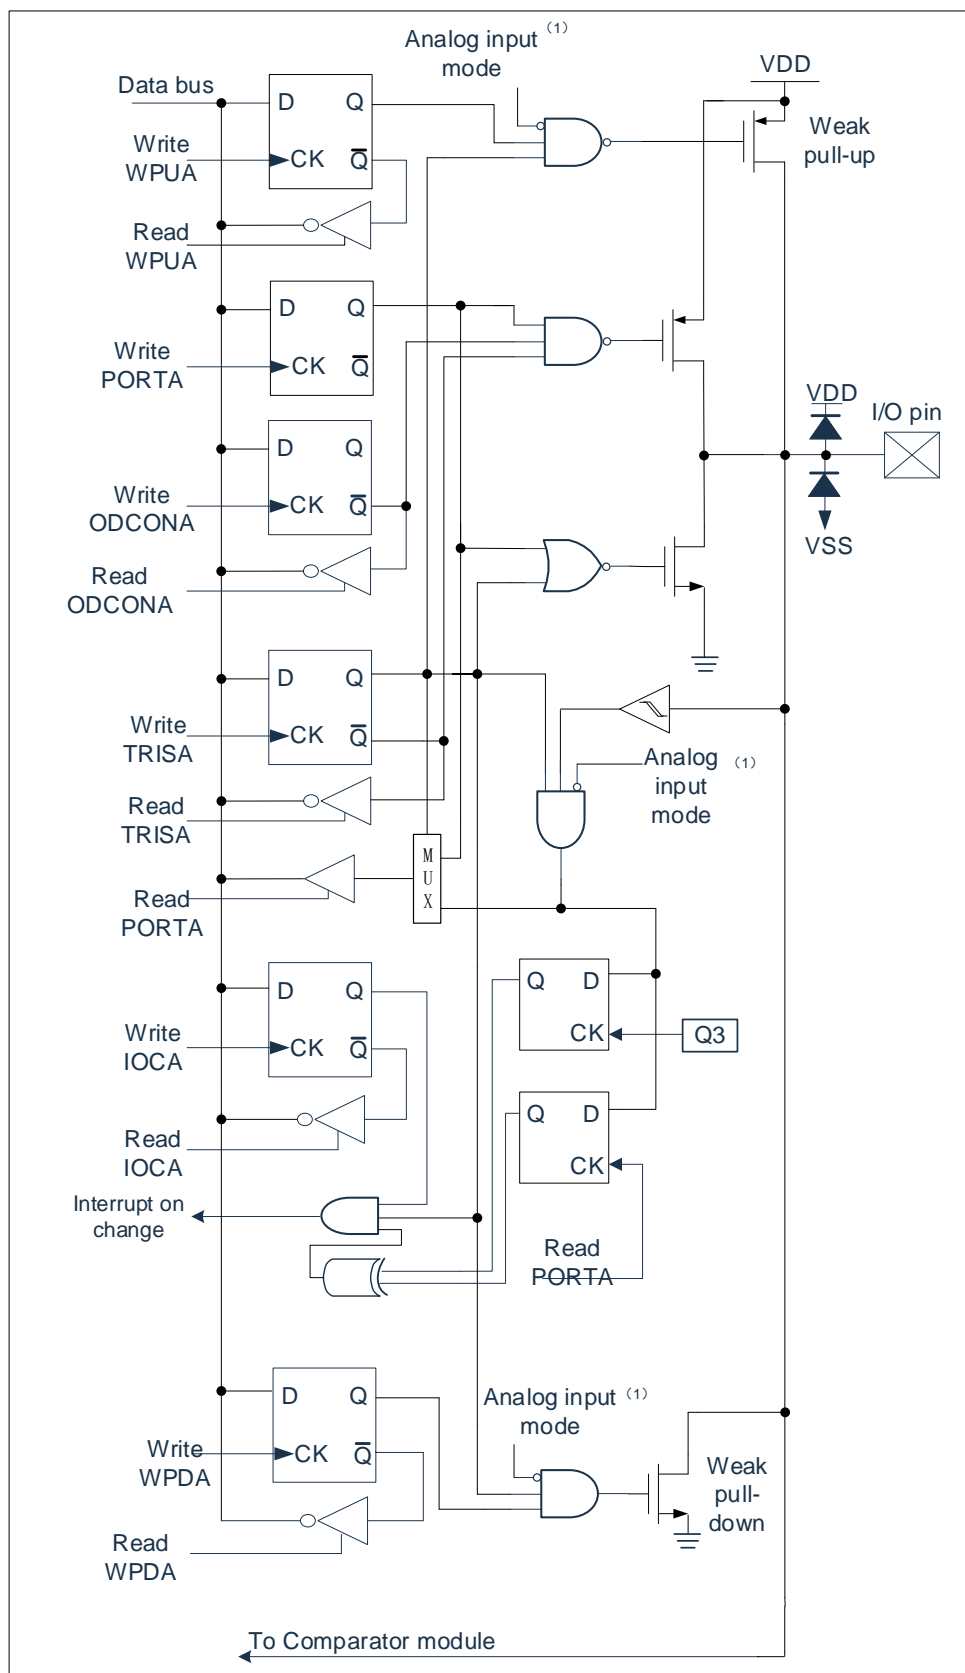 Analog input （1）
mode
VDD
Data bus
D
Q
Weak
pull-up
Write
WPUA
CK
Q
Read
WPUA
D
Q
Write
PORTA
CK
Q
VDD
I/O pin
D
Q
Write
ODCONA
CK
Q
VSS
Read
ODCONA
D
Q
Write
TRISA
CK
Q
Analog （1）
input
mode
Read
TRISA
MUX
Read
PORTA
D
Q
Q
D
Write
IOCA
CK
Q
CK
Q3
Q
D
Read
IOCA
CK
Interrupt on
change
Read
PORTA
D
Q
Analog input （1）
mode
Write
WPDA
CK
Q
Weak
pull-
down
Read
WPDA
To Comparator module